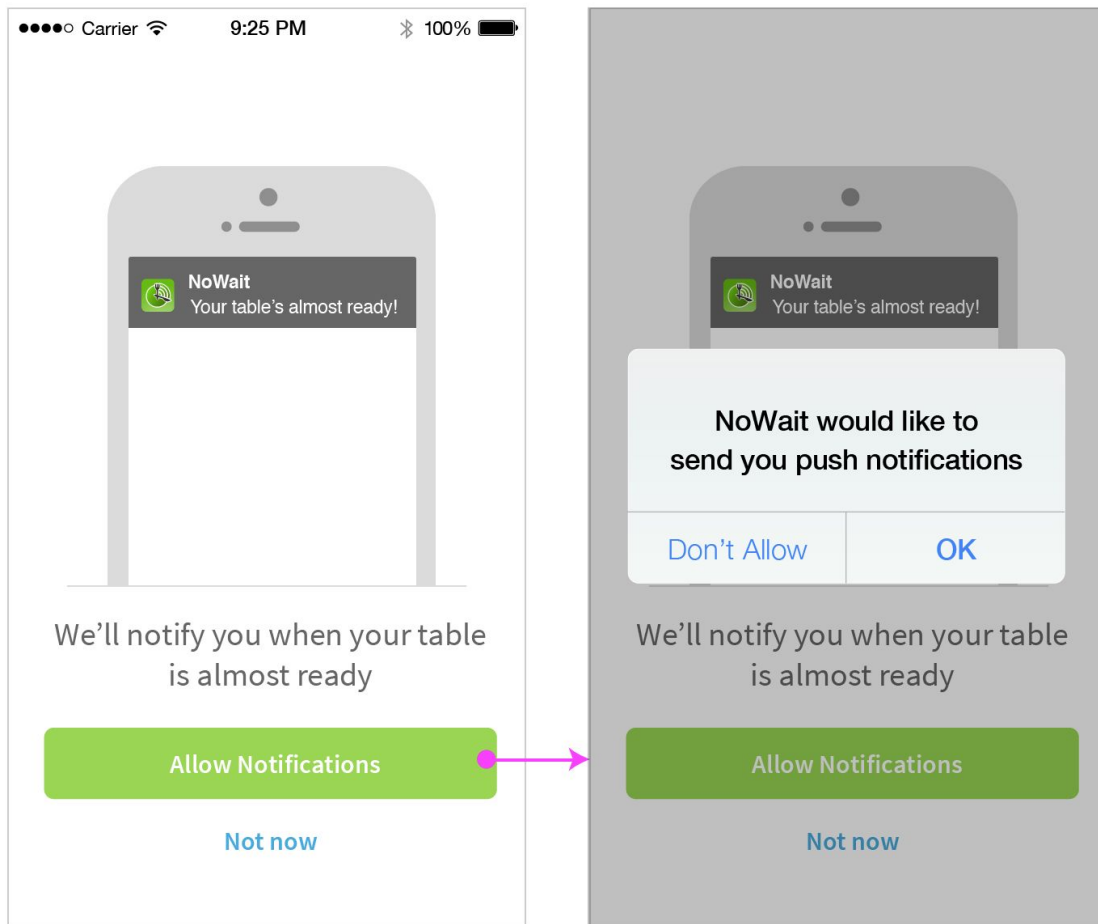 Carrier 9:25 PM 100%
NoWait
Your table’s almost ready!
We’ll notify you when your table
is almost ready
Allow Notifications
Not now
NoWait
Your table’s almost ready!
NoWait would like to
send you push notifications
Don’t Allow OK
We’ll notify you when your table
is almost ready
Allow Notifications
Not now